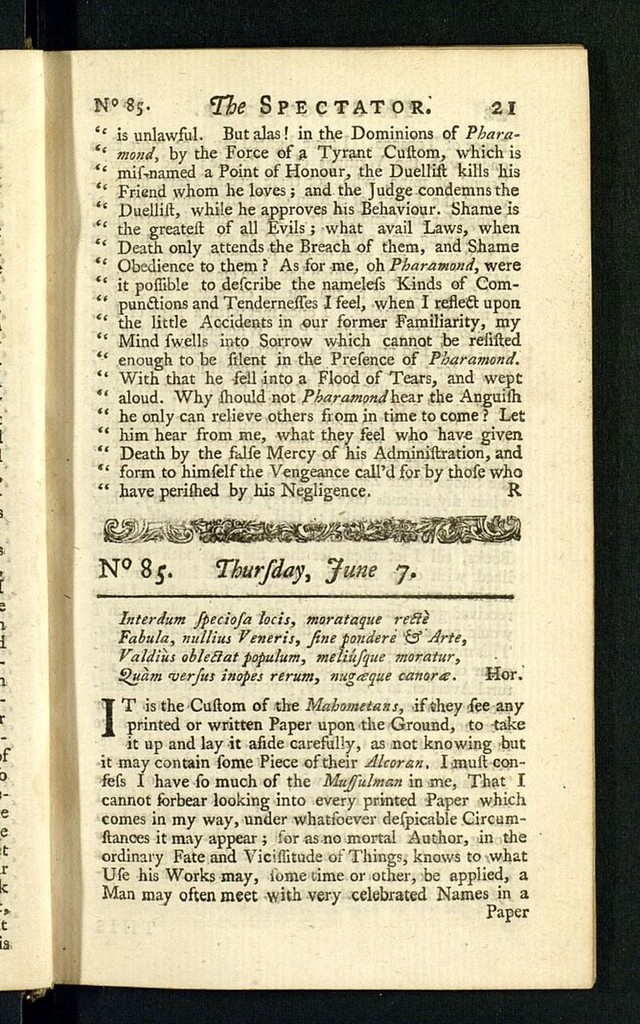 Nº 85. The SPECTATOR. 21
“ is unlawful. But alas! in the Dominions of Phara-
“ mond, by the Force of a Tyrant Cuſtom, which is
“ miſ-named a Point of Honour, the Duelliſt kills his
“ Friend whom he loves; and the Judge condemns the
“ Duelliſt, while he approves his Behaviour. Shame is
“ the greateſt of all Evils; what avail Laws, when
“ Death only attends the Breach of them, and Shame
“ Obedience to them? As for me, oh Pharamond, were
“ it poſſible to deſcribe the nameleſs Kinds of Com-
“ punctions and Tenderneſſes I feel, when I reflect upon
“ the little Accidents in our former Familiarity, my
“ Mind ſwells into Sorrow which cannot be reſiſted
“ enough to be ſilent in the Preſence of Pharamond.
“ With that he fell into a Flood of Tears, and wept
“ aloud. Why ſhould not Pharamond hear the Anguiſh
“ he only can relieve others from in time to come? Let
“ him hear from me, what they feel who have given
“ Death by the falſe Mercy of his Adminiſtration, and
“ form to himſelf the Vengeance call'd for by thoſe who
“ have periſhed by his Negligence. R
Nº 85. Thurſday, June 7.
Interdum ſpecioſa locis, morataque rectè
Fabula, nullius Veneris, ſine pondere & Arte,
Valdiùs oblectat populum, meliúſque moratur,
Quàm verſus inopes rerum, nugæque canoræ. Hor.
IT is the Cuſtom of the Mahometans, if they ſee any
printed or written Paper upon the Ground, to take
it up and lay it aſide carefully, as not knowing but
it may contain ſome Piece of their Alcoran. I muſt con-
feſs I have ſo much of the Muſſulman in me, That I
cannot forbear looking into every printed Paper which
comes in my way, under whatſoever deſpicable Circum-
ſtances it may appear; for as no mortal Author, in the
ordinary Fate and Viciſſitude of Things, knows to what
Uſe his Works may, ſome time or other, be applied, a
Man may often meet with very celebrated Names in a
Paper